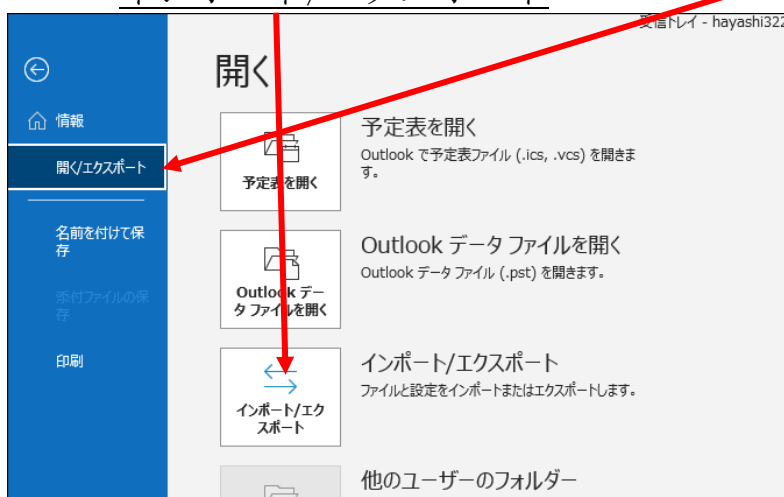 受信トレイ - hayashi322
開く
情報
開く/エクスポート
名前を付けて保
存
添付ファイルの保
存
印刷
予定表を開く
予定表を開く
Outlook で予定表ファイル (.ics, .vcs) を開きま
す。
Outlook デー
タ ファイルを開く
Outlook データ ファイルを開く
Outlook データ ファイル (.pst) を開きます。
インポート/エク
スポート
インポート/エクスポート
ファイルと設定をインポートまたはエクスポートします。
他のユーザーのフォルダー